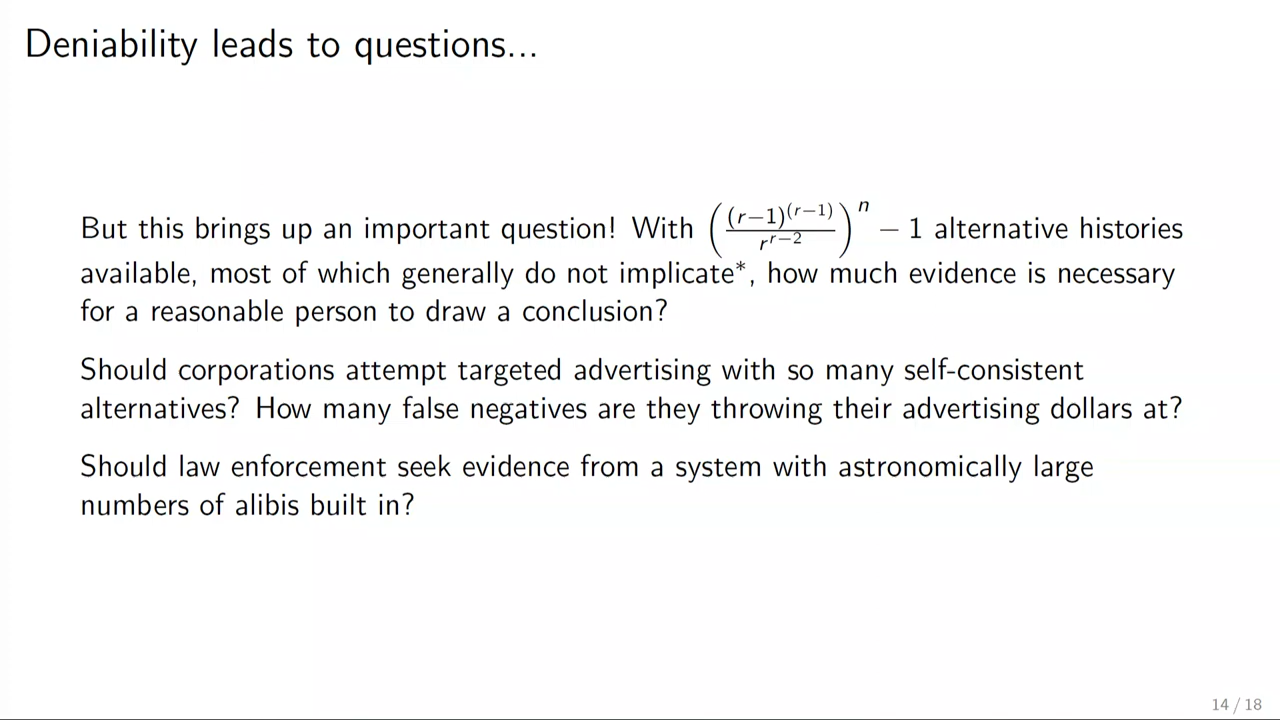 Deniability leads to questions...
But this brings up an important question! With $\left(\frac{(r-1)^{(r-1)}}{r^{r-2}}\right)^n - 1$ alternative histories
available, most of which generally do not implicate*, how much evidence is necessary
for a reasonable person to draw a conclusion?
Should corporations attempt targeted advertising with so many self-consistent
alternatives? How many false negatives are they throwing their advertising dollars at?
Should law enforcement seek evidence from a system with astronomically large
numbers of alibis built in?
14 / 18